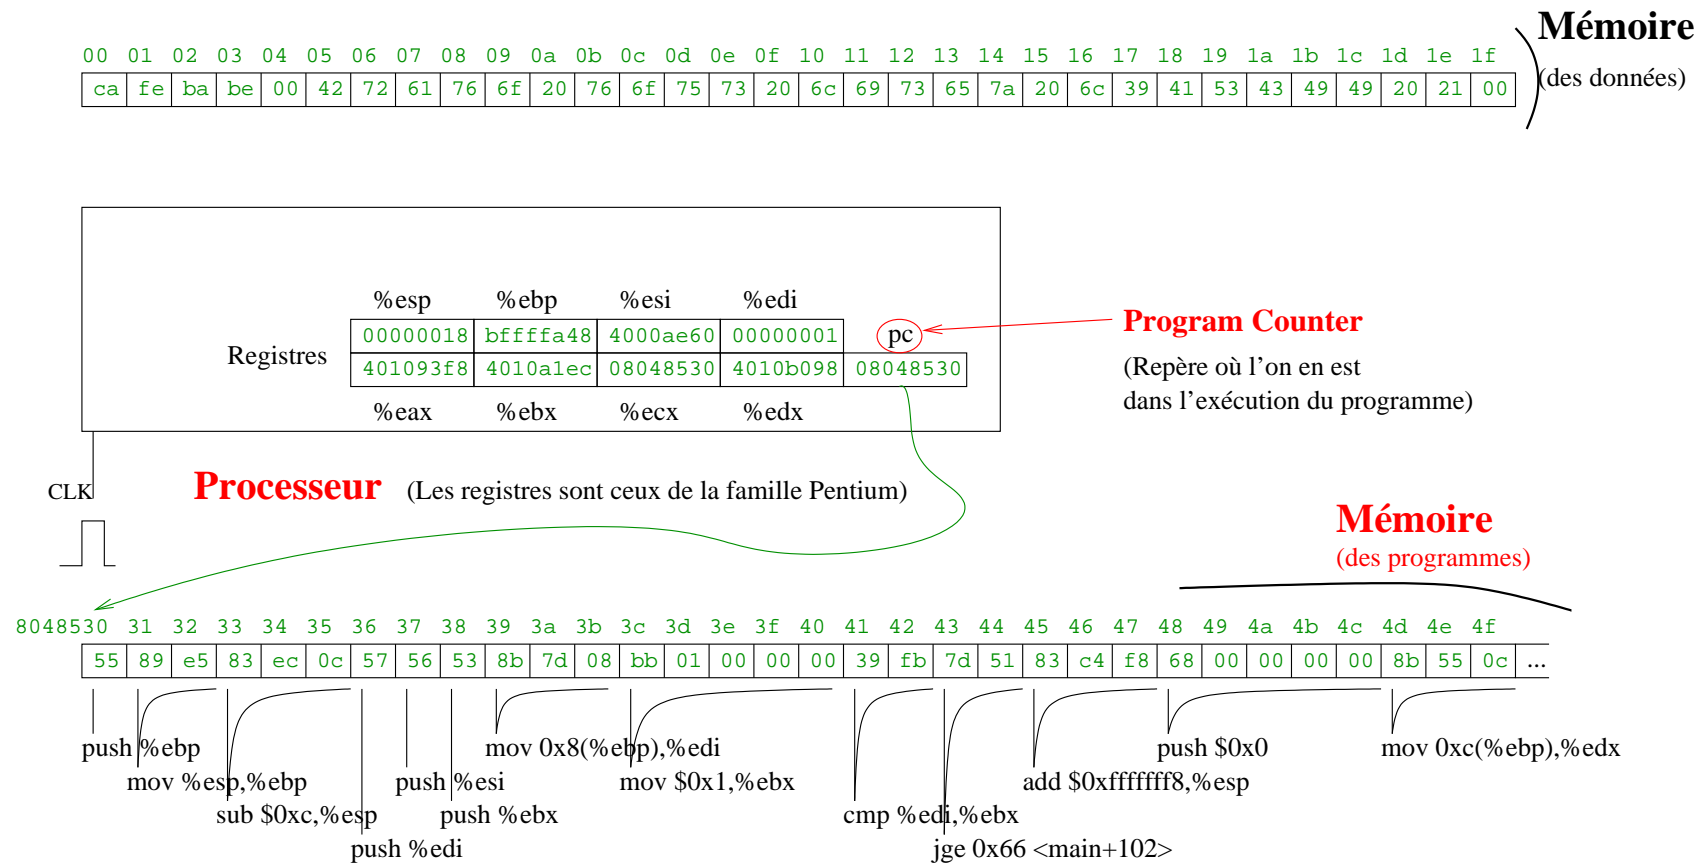 Mémoire
00 01 02 03 04 05 06 07 08 09 0a 0b 0c 0d 0e 0f 10 11 12 13 14 15 16 17 18 19 1a 1b 1c 1d 1e 1f
(des données)
ca fe ba be 00 42 72 61 76 6f 20 76 6f 75 73 20 6c 69 73 65 7a 20 6c 39 41 53 43 49 49 20 21 00
%esp %ebp %esi %edi
00000018 bffffa48 4000ae60 00000001 pc
Program Counter
Registres
401093f8 4010a1ec 08048530 4010b098 08048530
(Repère où l'on en est
dans l'exécution du programme)
%eax %ebx %ecx %edx
CLK
Processeur (Les registres sont ceux de la famille Pentium)
Mémoire
(des programmes)
8048530 31 32 33 34 35 36 37 38 39 3a 3b 3c 3d 3e 3f 40 41 42 43 44 45 46 47 48 49 4a 4b 4c 4d 4e 4f
55 89 e5 83 ec 0c 57 56 53 8b 7d 08 bb 01 00 00 00 39 fb 7d 51 83 c4 f8 68 00 00 00 00 8b 55 0c ...
push %ebp mov 0x8(%ebp),%edi push $0x0 mov 0xc(%ebp),%edx
mov %esp,%ebp push %esi mov $0x1,%ebx add $0xfffffff8,%esp
sub $0xc,%esp push %ebx cmp %edi,%ebx
push %edi jge 0x66 <main+102>